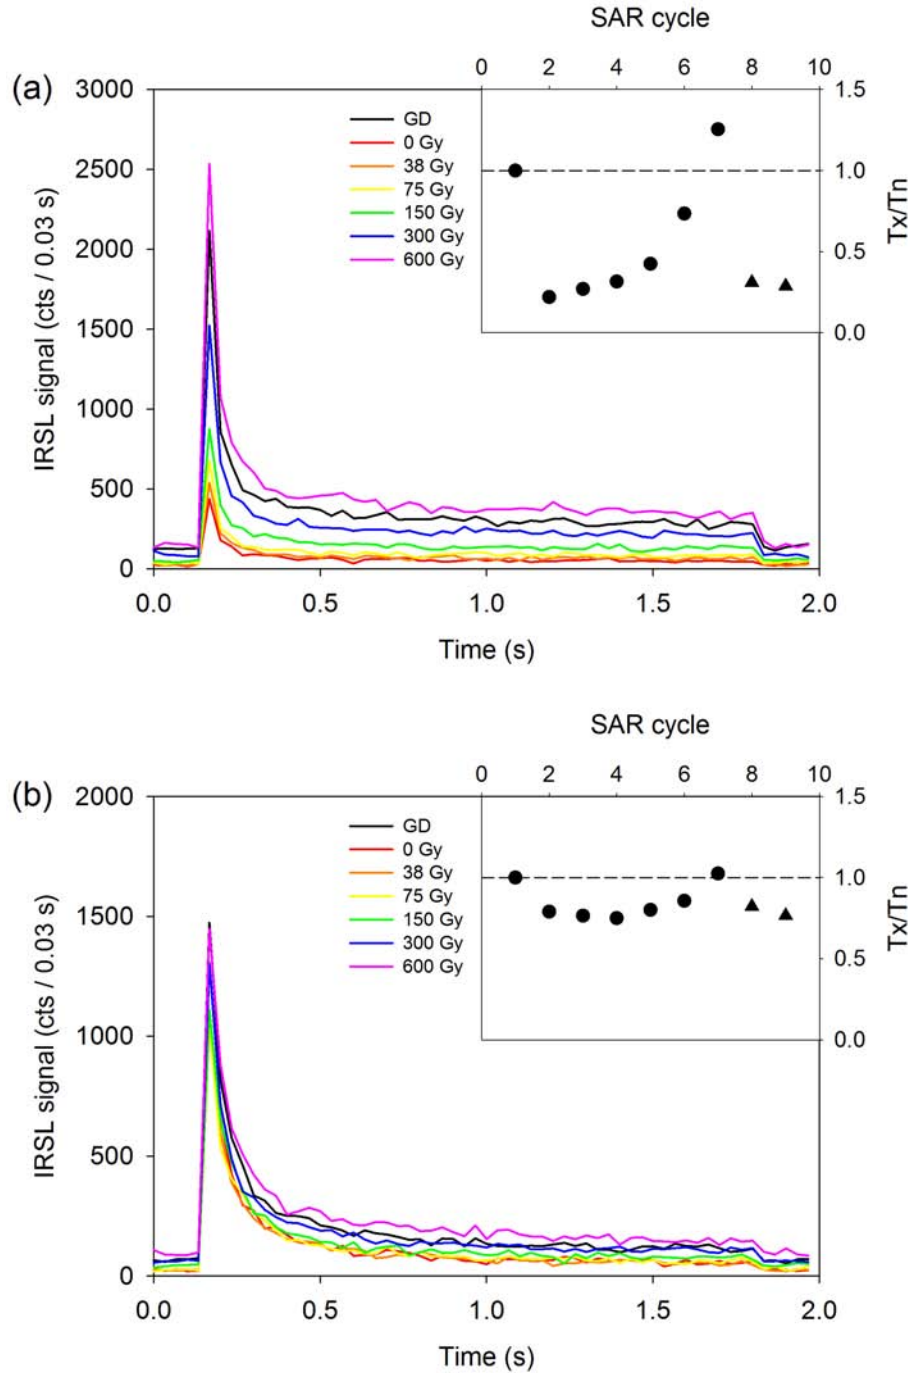 SAR cycle
0 2 4 6 8 10
(a)
3000
2500
2000
1500
1000
500
0
IRSL signal (cts / 0.03 s)
GD
0 Gy
38 Gy
75 Gy
150 Gy
300 Gy
600 Gy
1.5
1.0
0.5
0.0
Tx/Tn
0.0 0.5 1.0 1.5 2.0
Time (s)
SAR cycle
0 2 4 6 8 10
(b)
2000
1500
1000
500
0
IRSL signal (cts / 0.03 s)
GD
0 Gy
38 Gy
75 Gy
150 Gy
300 Gy
600 Gy
1.5
1.0
0.5
0.0
Tx/Tn
0.0 0.5 1.0 1.5 2.0
Time (s)